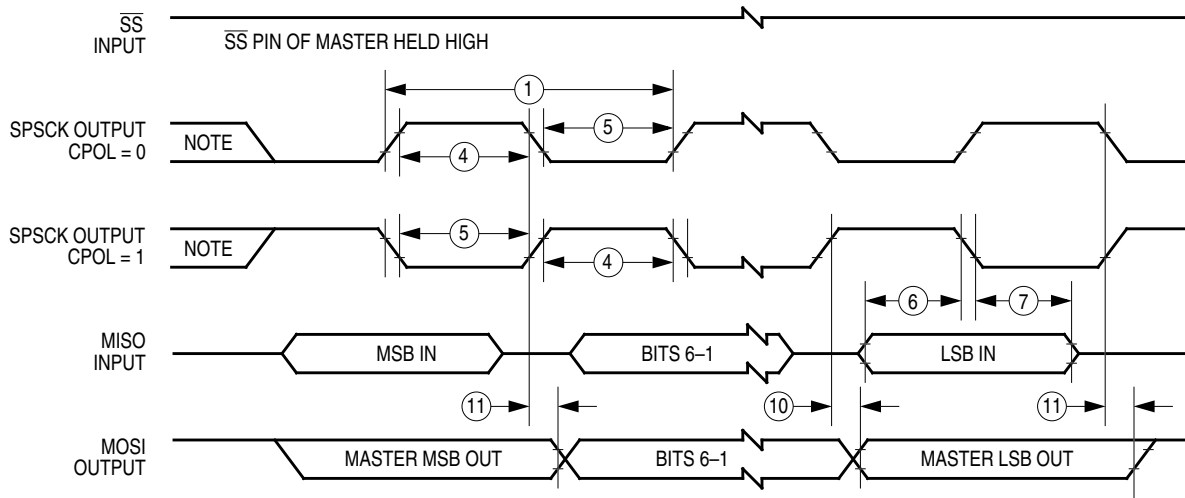 SS
INPUT
SS PIN OF MASTER HELD HIGH
1
SPSCK OUTPUT
CPOL = 0
NOTE
4
5
SPSCK OUTPUT
CPOL = 1
NOTE
5
4
6
7
MISO
INPUT
MSB IN
BITS 6–1
LSB IN
11
10
11
MOSI
OUTPUT
MASTER MSB OUT
BITS 6–1
MASTER LSB OUT